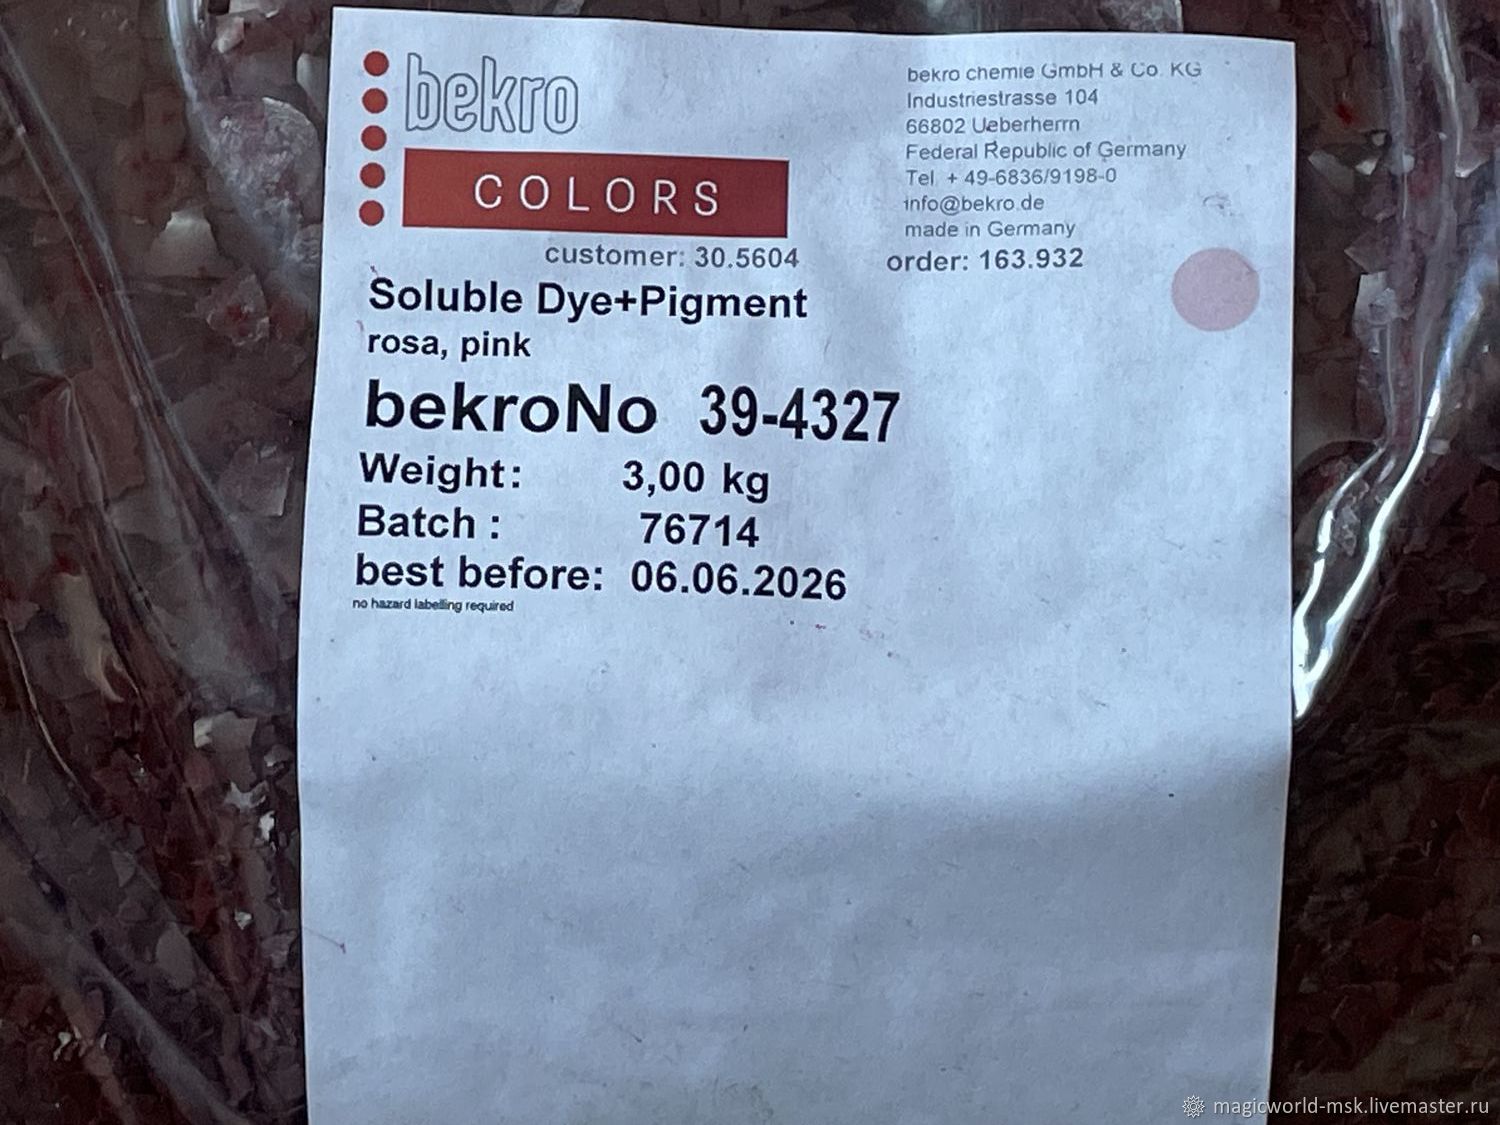 bekro
COLORS
bekro chemie GmbH & Co. KG
Industriestrasse 104
66802 Ueberherrn
Federal Republic of Germany
Tel. + 49-6836/9198-0
info@bekro.de
made in Germany
customer: 30.5604
order: 163.932
Soluble Dye+Pigment
rosa, pink
bekroNo 39-4327
Weight: 3,00 kg
Batch : 76714
best before: 06.06.2026
no hazard labelling required
magicworld-msk.livemaster.ru